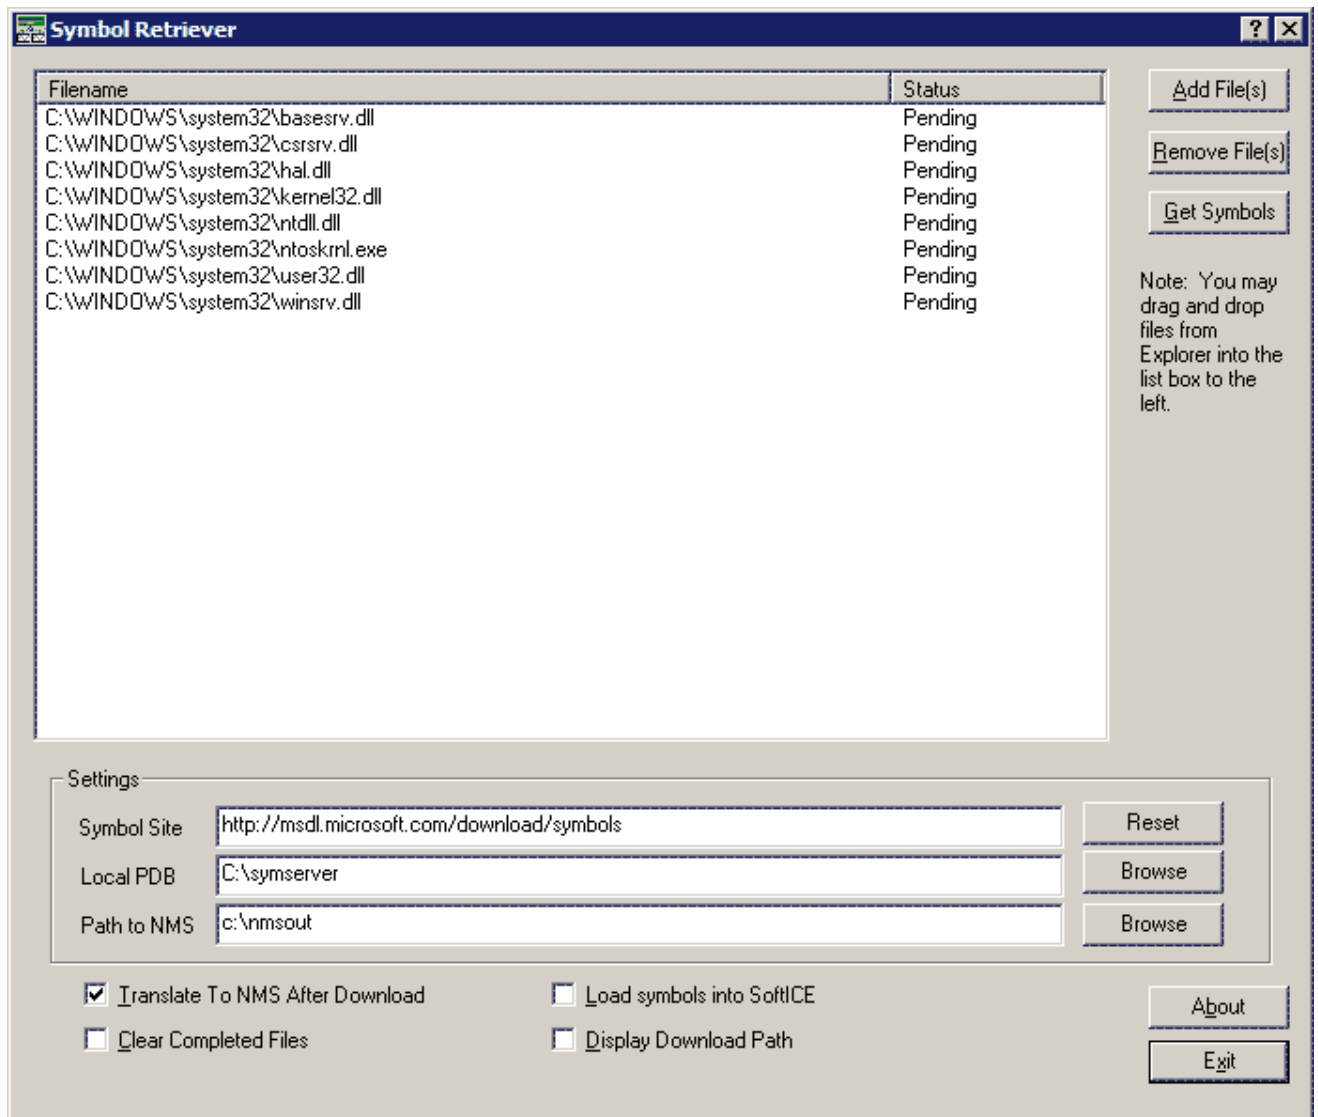 Symbol Retriever
Filename Status
C:\WINDOWS\system32\basesrv.dll Pending
C:\WINDOWS\system32\csrsrv.dll Pending
C:\WINDOWS\system32\hal.dll Pending
C:\WINDOWS\system32\kernel32.dll Pending
C:\WINDOWS\system32\ntdll.dll Pending
C:\WINDOWS\system32\ntoskrnl.exe Pending
C:\WINDOWS\system32\user32.dll Pending
C:\WINDOWS\system32\winsrv.dll Pending
Add File(s)
Remove File(s)
Get Symbols
Note: You may
drag and drop
files from
Explorer into the
list box to the
left.
Settings
Symbol Site http://msdl.microsoft.com/download/symbols Reset
Local PDB C:\symserver Browse
Path to NMS c:\nmsout Browse
Translate To NMS After Download
Load symbols into SoftICE
Clear Completed Files
Display Download Path
About
Exit